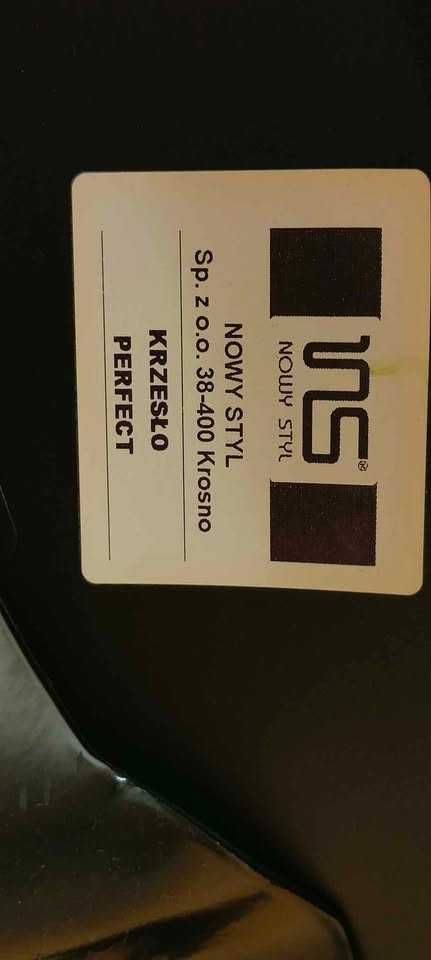 NS®
NOWY STYL
NOWY STYL
Sp. z o.o. 38-400 Krosno
KRZESŁO
PERFECT